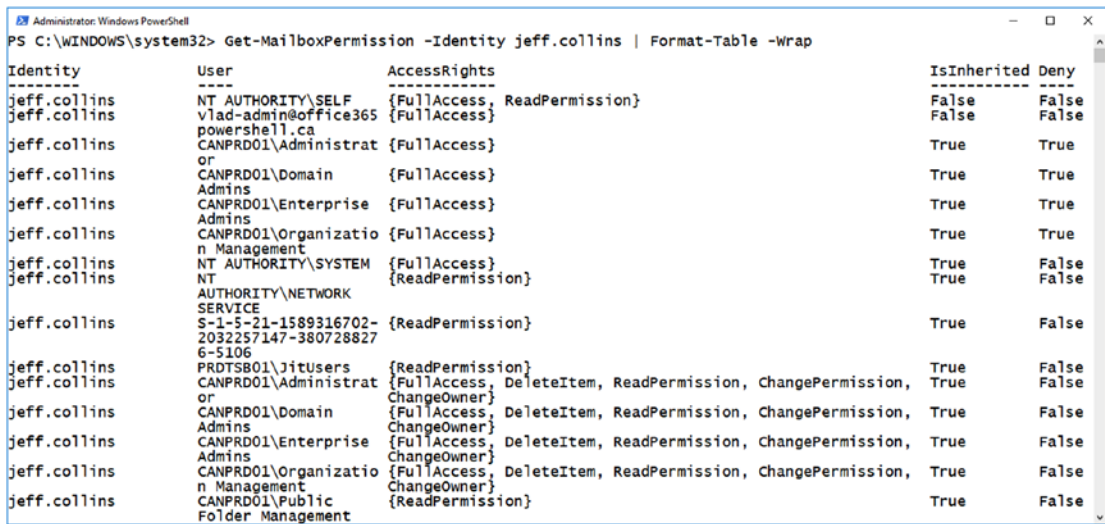 Administrator: Windows PowerShell
PS C:\WINDOWS\system32> Get-MailboxPermission -Identity jeff.collins | Format-Table -Wrap
Identity User AccessRights IsInherited Deny
-------- ---- ------------ ----------- ----
jeff.collins NT AUTHORITY\SELF {FullAccess, ReadPermission} False False
jeff.collins vlad-admin@office365 {FullAccess} False False
powershell.ca
jeff.collins CANPRD01\Administrat {FullAccess} True True
or
jeff.collins CANPRD01\Domain {FullAccess} True True
Admins
jeff.collins CANPRD01\Enterprise {FullAccess} True True
Admins
jeff.collins CANPRD01\Organizatio {FullAccess} True True
n Management
jeff.collins NT AUTHORITY\SYSTEM {FullAccess} True False
jeff.collins NT {ReadPermission} True False
AUTHORITY\NETWORK
SERVICE
jeff.collins S-1-5-21-1589316702- {ReadPermission} True False
2032257147-380728827
6-5106
jeff.collins PRDTSB01\JitUsers {ReadPermission} True False
jeff.collins CANPRD01\Administrat {FullAccess, DeleteItem, ReadPermission, ChangePermission, True False
or ChangeOwner}
jeff.collins CANPRD01\Domain {FullAccess, DeleteItem, ReadPermission, ChangePermission, True False
Admins ChangeOwner}
jeff.collins CANPRD01\Enterprise {FullAccess, DeleteItem, ReadPermission, ChangePermission, True False
Admins ChangeOwner}
jeff.collins CANPRD01\Organizatio {FullAccess, DeleteItem, ReadPermission, ChangePermission, True False
n Management ChangeOwner}
jeff.collins CANPRD01\Public {ReadPermission} True False
Folder Management